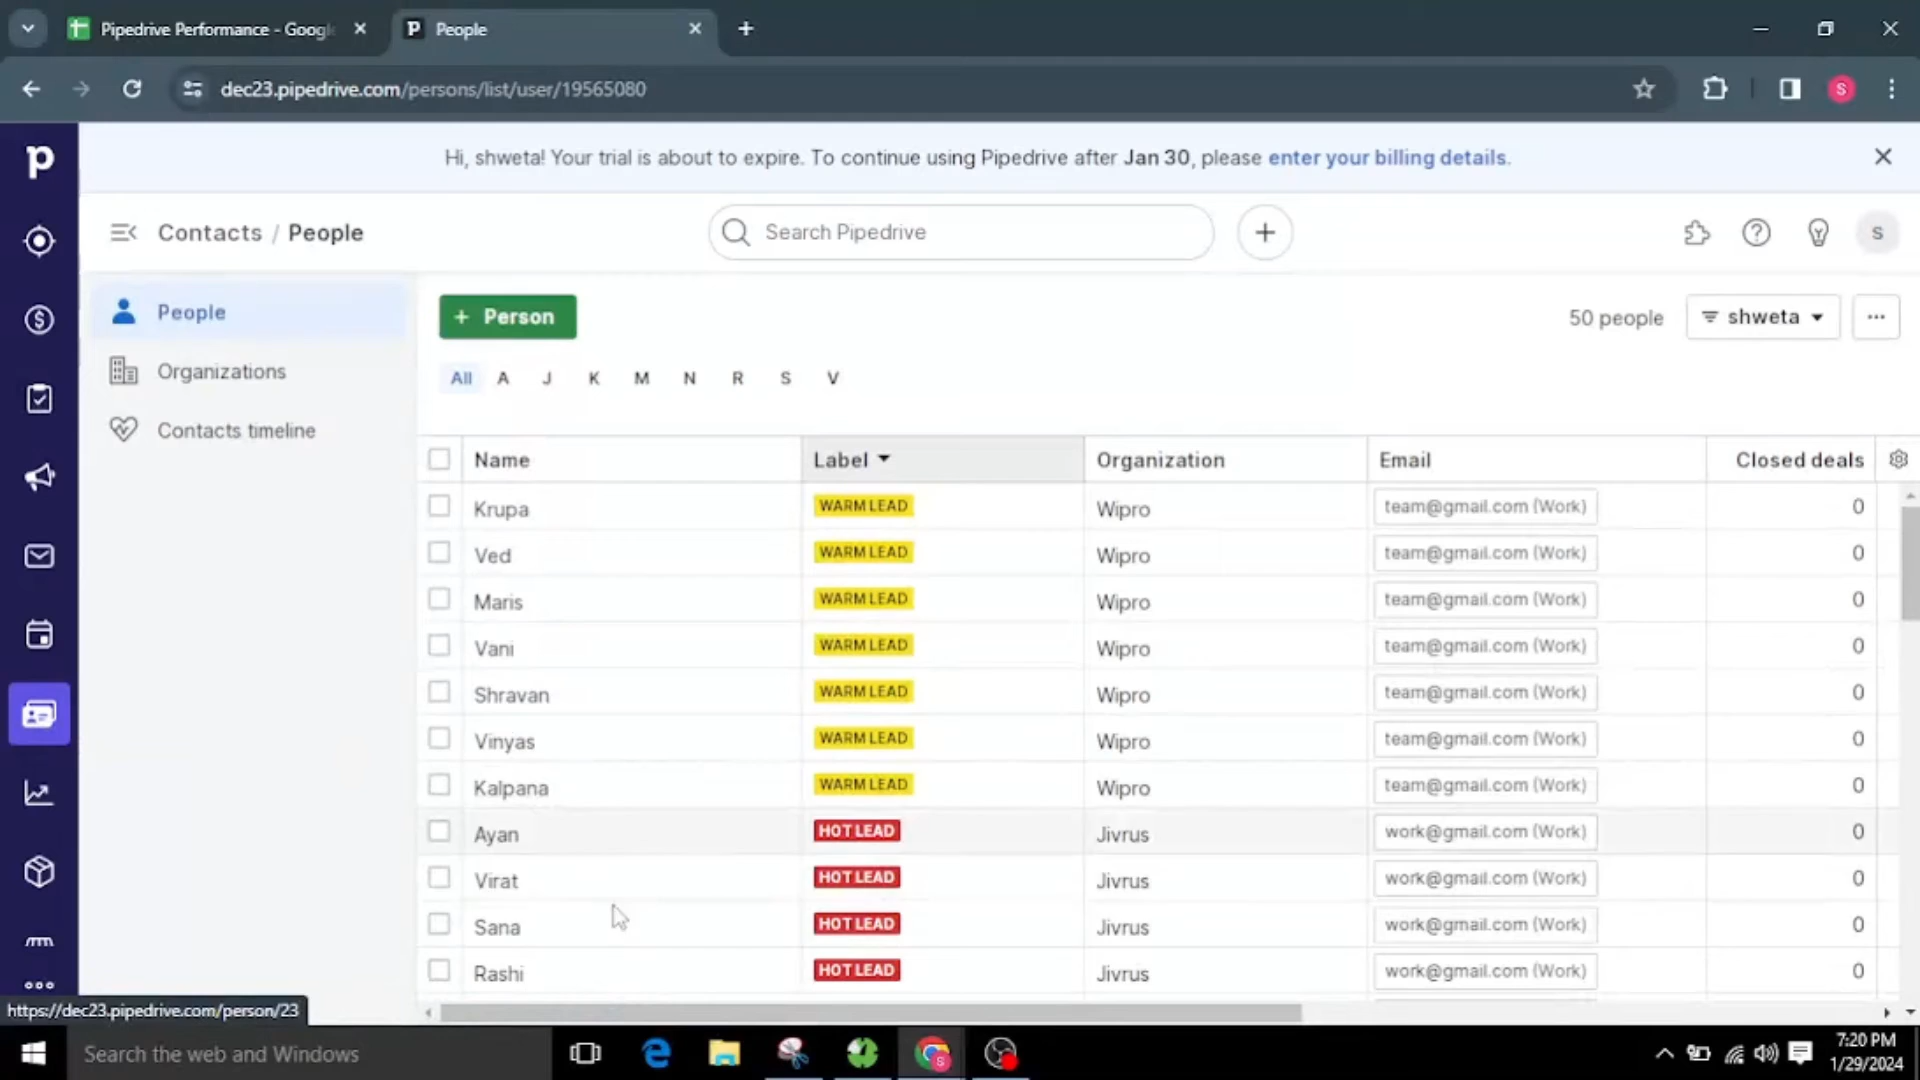 Pipedrive Performance - Googl
People
dec23.pipedrive.com/persons/list/user/19565080
S
Hi, shweta! Your trial is about to expire. To continue using Pipedrive after Jan 30, please enter your billing details.
p
Contacts / People
Search Pipedrive
S
People
Organizations
Contacts timeline
+ Person
50 people
shweta
All A J K M N R S V
Name Label Organization Email Closed deals
Krupa WARM LEAD Wipro team@gmail.com (Work) 0
Ved WARM LEAD Wipro team@gmail.com (Work) 0
Maris WARM LEAD Wipro team@gmail.com (Work) 0
Vani WARM LEAD Wipro team@gmail.com (Work) 0
Shravan WARM LEAD Wipro team@gmail.com (Work) 0
Vinyas WARM LEAD Wipro team@gmail.com (Work) 0
Kalpana WARM LEAD Wipro team@gmail.com (Work) 0
Ayan HOT LEAD Jivrus work@gmail.com (Work) 0
Virat HOT LEAD Jivrus work@gmail.com (Work) 0
Sana HOT LEAD Jivrus work@gmail.com (Work) 0
Rashi HOT LEAD Jivrus work@gmail.com (Work) 0
https://dec23.pipedrive.com/person/23
Search the web and Windows
7:20 PM
1/29/2024